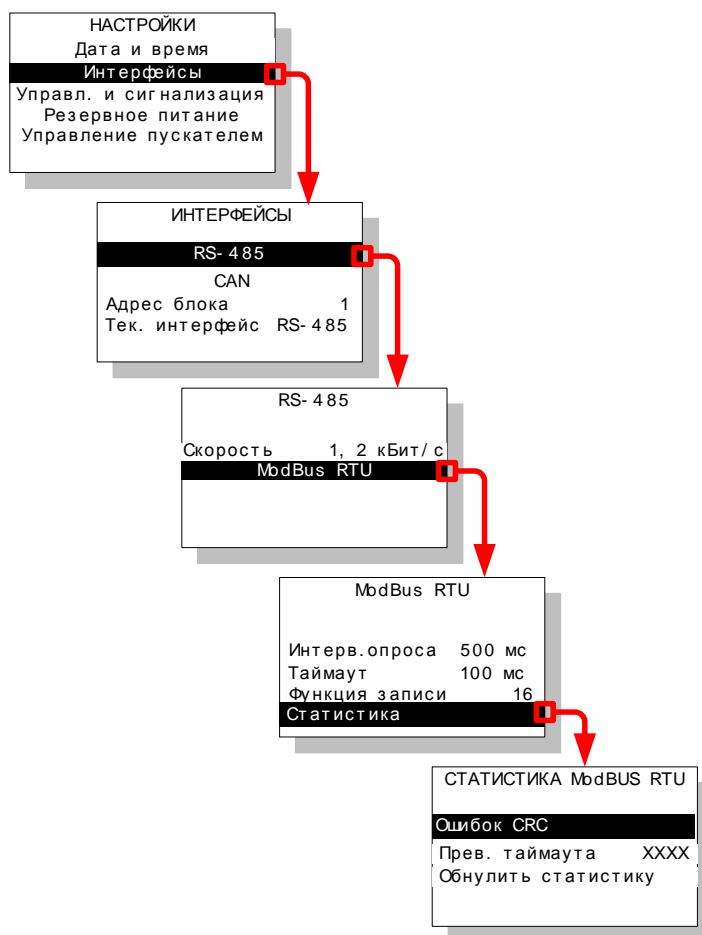 НАСТРОЙКИ
Дата и время
Интерфейсы
Управл. и сигнализация
Резервное питание
Управление пускателем
ИНТЕРФЕЙСЫ
RS-485
CAN
Адрес блока 1
Тек. интерфейс RS-485
RS-485
Скорость 1, 2 кБит/с
ModBus RTU
ModBus RTU
Интерв.опроса 500 мс
Таймаут 100 мс
Функция записи 16
Статистика
СТАТИСТИКА ModBUS RTU
Ошибок CRC
Прев. таймаута XXXX
Обнулить статистику